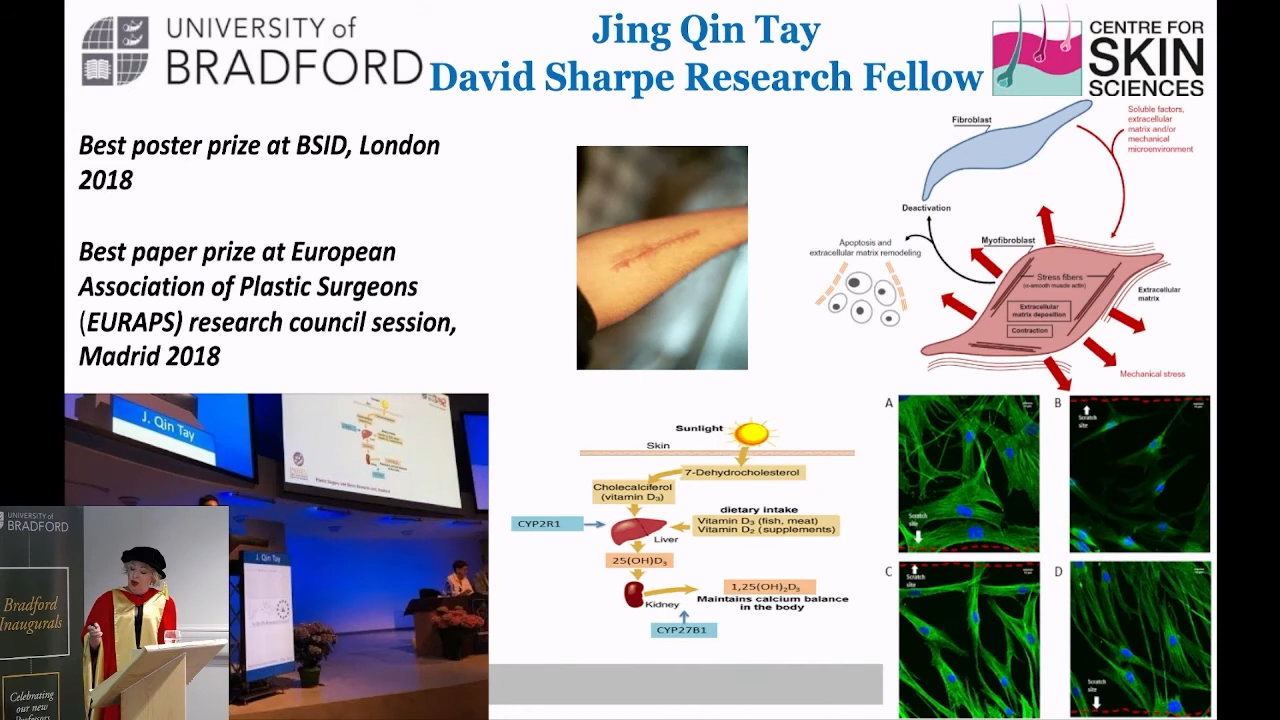 UNIVERSITY of
BRADFORD
Jing Qin Tay
David Sharpe Research Fellow
CENTRE FOR
SKIN
SCIENCES
Best poster prize at BSID, London
2018
Best paper prize at European
Association of Plastic Surgeons
(EURAPS) research council session,
Madrid 2018
Fibroblast
Soluble factors,
extracellular
matrix and/or
mechanical
microenvironment
Deactivation
Apoptosis and
extracellular matrix remodeling
Myofibroblast
Stress fibers
(α-smooth muscle actin)
Extracellular
matrix deposition
Contraction
Extracellular
matrix
Mechanical stress
J. Qin Tay
Sunlight
Skin
7-Dehydrocholesterol
Cholecalciferol
(vitamin D₃)
dietary intake
Vitamin D₃ (fish, meat)
Vitamin D₂ (supplements)
CYP2R1
Liver
25(OH)D₃
1,25(OH)₂D₃
Kidney
Maintains calcium balance
in the body
CYP27B1
A
Scratch
site
B
Scratch
site
C
Scratch
site
D
Scratch
site
J. Qin Tay
UNIVERSITY of
BRADFORD
Bradford
Inaugurals
Celebrating
our new